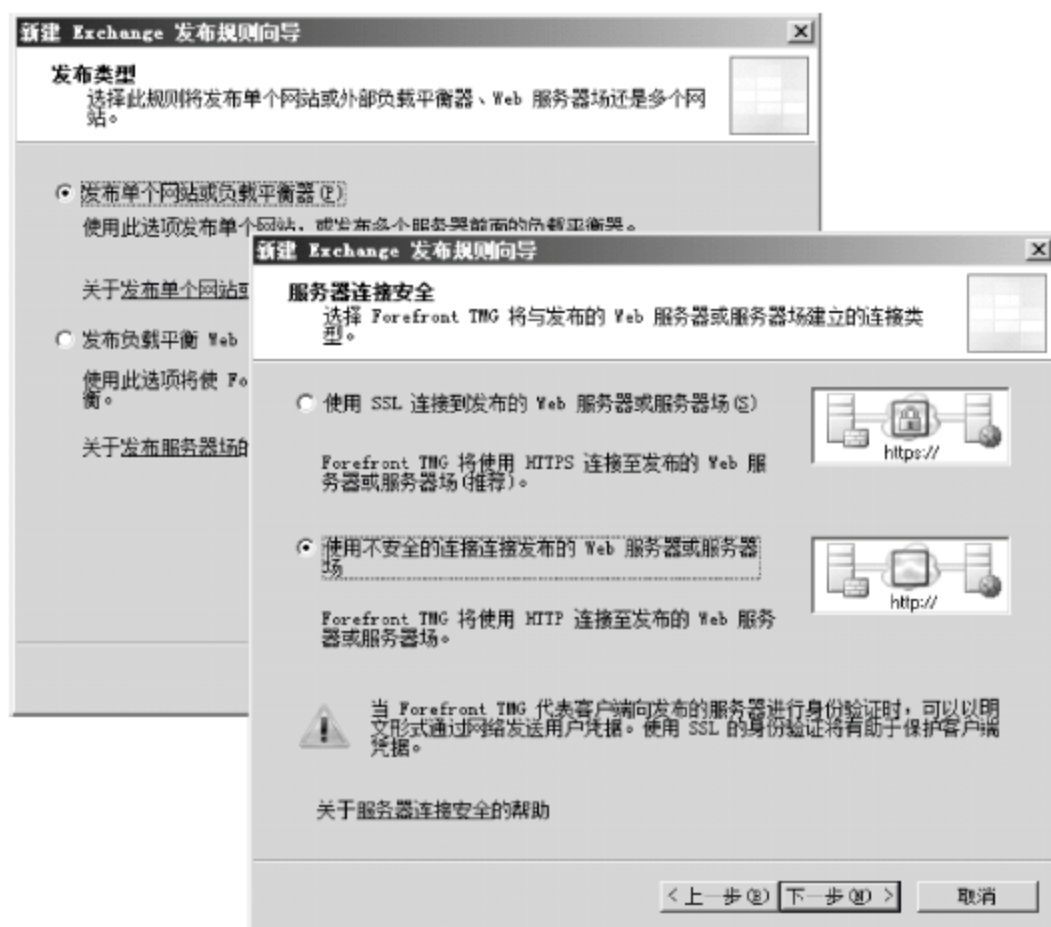 新建 Exchange 发布规则向导
发布类型
选择此规则将发布单个网站或外部负载平衡器、Web 服务器场还是多个网
站。
发布单个网站或负载平衡器(P)
使用此选项发布单个网站，或发布多个服务器前面的负载平衡器。
关于发布单个网站或
发布负载平衡 Web
使用此选项将使 Fo
衡。
关于发布服务器场的
新建 Exchange 发布规则向导
服务器连接安全
选择 Forefront TMG 将与发布的 Web 服务器或服务器场建立的连接类
型。
使用 SSL 连接到发布的 Web 服务器或服务器场(S)
https://
Forefront TMG 将使用 HTTPS 连接至发布的 Web 服
务器或服务器场(推荐)。
使用不安全的连接连接发布的 Web 服务器或服务器
场
http://
Forefront TMG 将使用 HTTP 连接至发布的 Web 服务
器或服务器场。
当 Forefront TMG 代表客户端向发布的服务器进行身份验证时，可以以明
文形式通过网络发送用户凭据。使用 SSL 的身份验证将有助于保护客户端
凭据。
关于服务器连接安全的帮助
<上一步(B)
下一步(N) >
取消